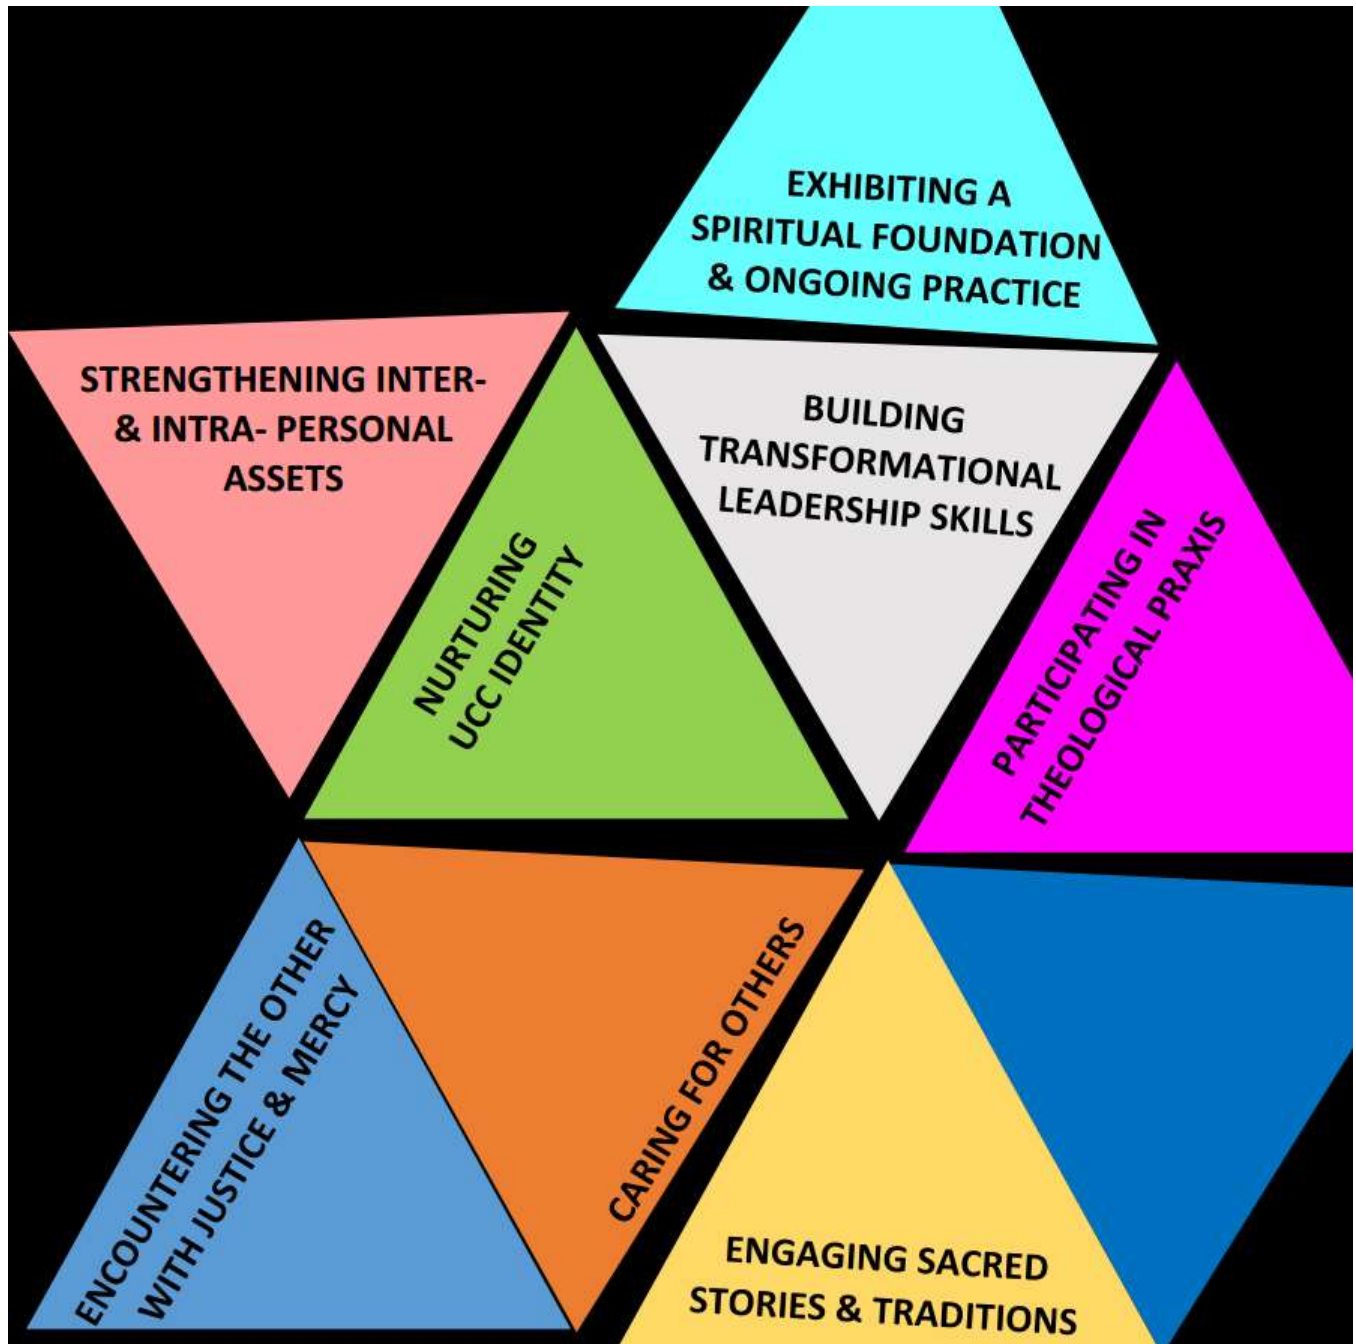 EXHIBITING A
SPIRITUAL FOUNDATION
& ONGOING PRACTICE
STRENGTHENING INTER-
& INTRA- PERSONAL
ASSETS
BUILDING
TRANSFORMATIONAL
LEADERSHIP SKILLS
NURTURING
UCC IDENTITY
PARTICIPATING IN
THEOLOGICAL PRAXIS
ENCOUNTERING THE OTHER
WITH JUSTICE & MERCY
CARING FOR OTHERS
ENGAGING SACRED
STORIES & TRADITIONS